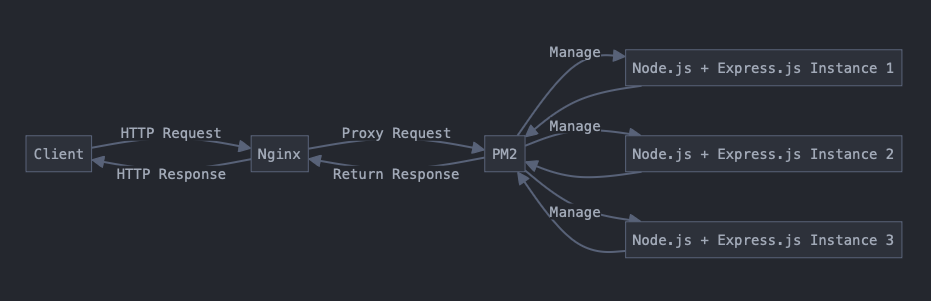 Client
HTTP Request
HTTP Response
Nginx
Proxy Request
Return Response
PM2
Manage
Node.js + Express.js Instance 1
Manage
Node.js + Express.js Instance 2
Manage
Node.js + Express.js Instance 3